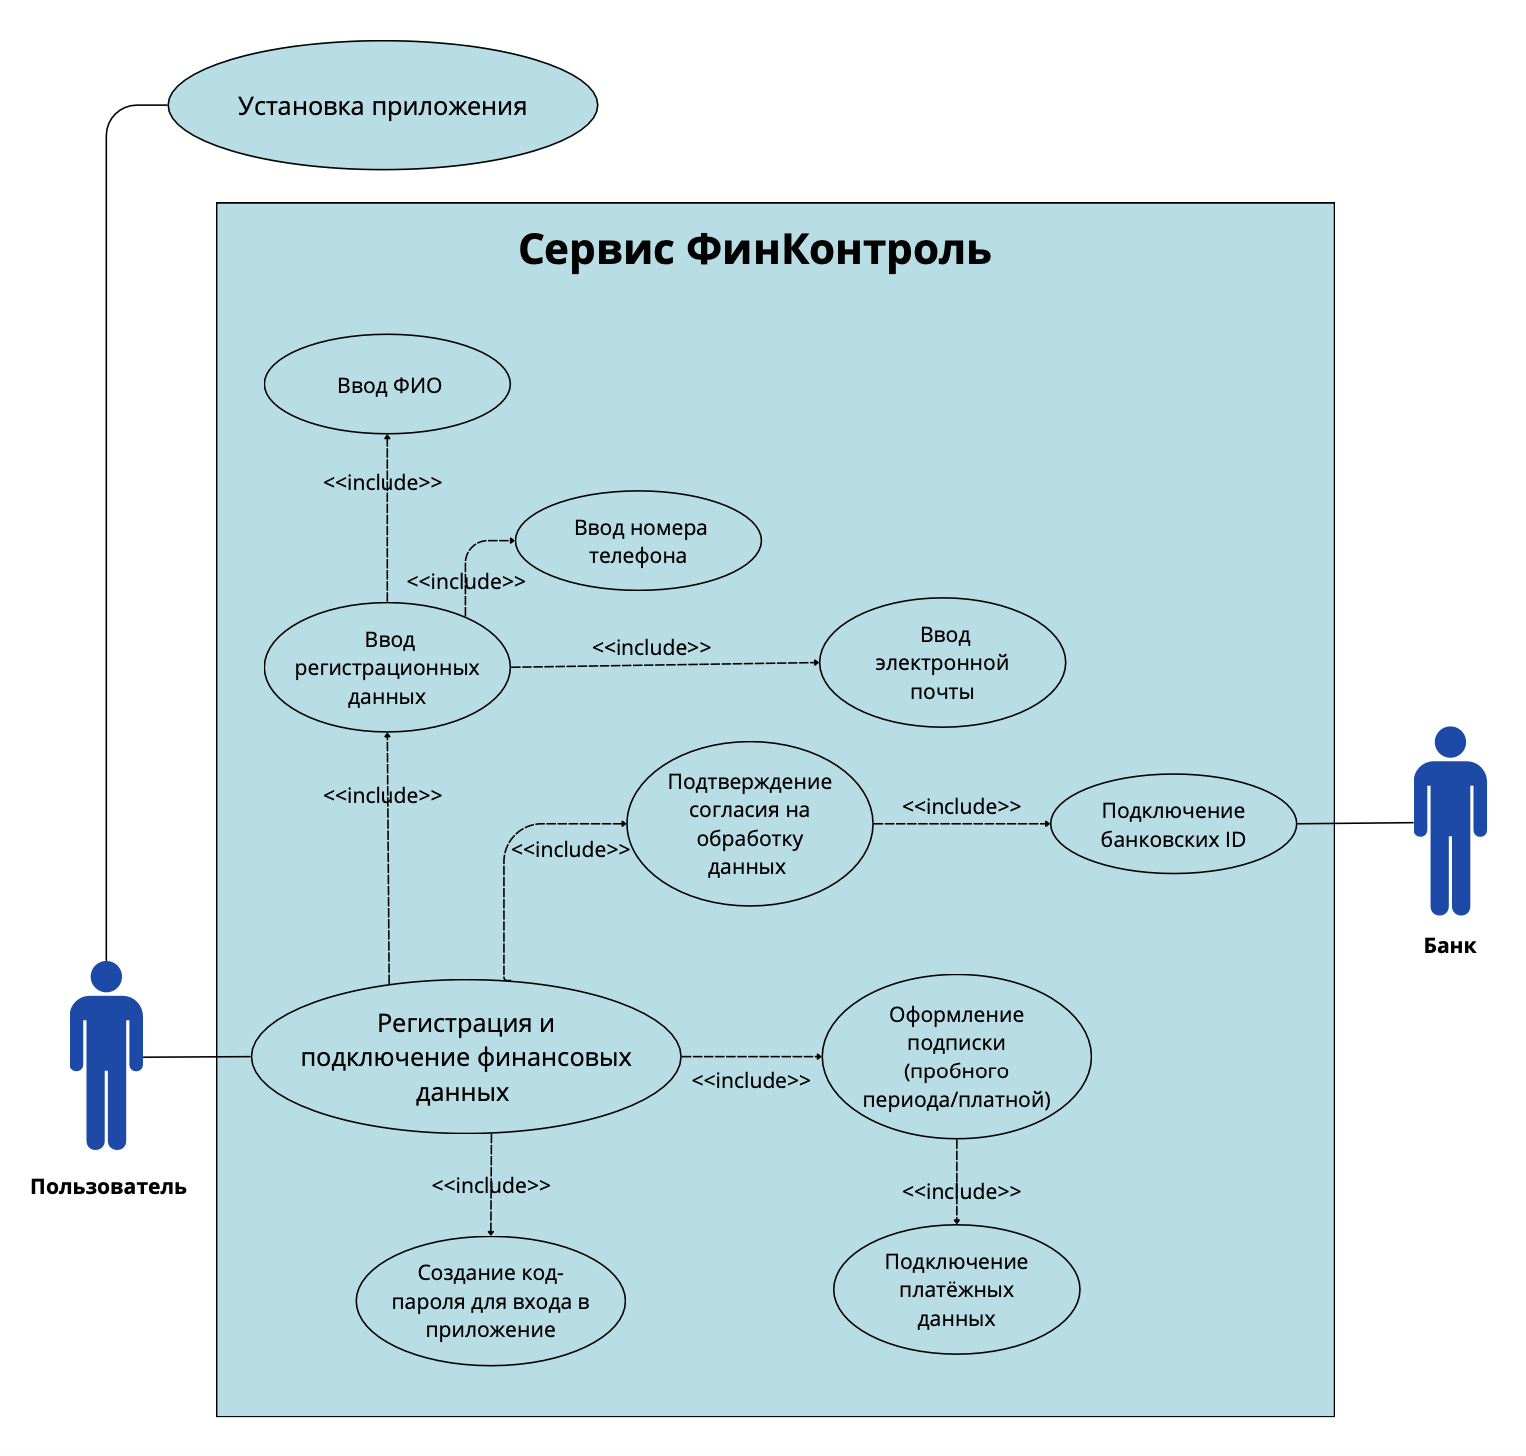 Установка приложения
Сервис ФинКонтроль
Ввод ФИО
<<include>>
Ввод номера
телефона
<<include>>
Ввод
регистрационных
данных
<<include>>
Ввод
электронной
почты
<<include>>
Подтверждение
согласия на
обработку
данных
<<include>>
<<include>>
Подключение
банковских ID
Банк
Регистрация и
подключение финансовых
данных
<<include>>
Оформление
подписки
(пробного
периода/платной)
Пользователь
<<include>>
<<include>>
Создание код-
пароля для входа в
приложение
Подключение
платёжных
данных